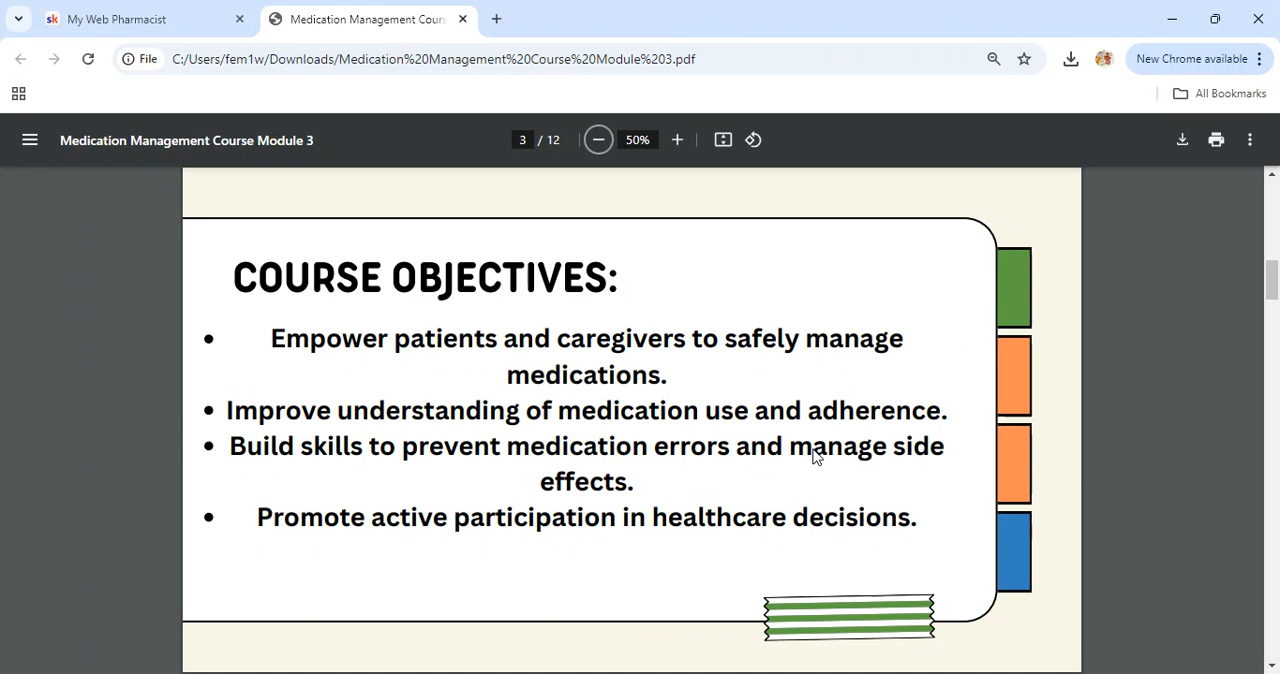 My Web Pharmacist
Medication Management Cours
File
C:/Users/fem1w/Downloads/Medication%20Management%20Course%20Module%203.pdf
New Chrome available
All Bookmarks
Medication Management Course Module 3
3 / 12
50%
COURSE OBJECTIVES:
• Empower patients and caregivers to safely manage
medications.
• Improve understanding of medication use and adherence.
• Build skills to prevent medication errors and manage side
effects.
• Promote active participation in healthcare decisions.